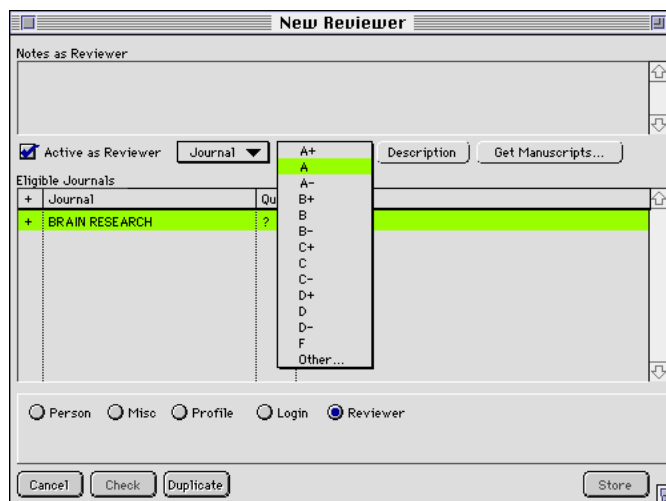 New Reviewer
Notes as Reviewer
Active as Reviewer
Journal
Description
Get Manuscripts...
Eligible Journals
+ Journal Qu
+ BRAIN RESEARCH ?
A+
A
A-
B+
B
B-
C+
C
C-
D+
D
D-
F
Other...
Person Misc Profile Login Reviewer
Cancel Check Duplicate Store